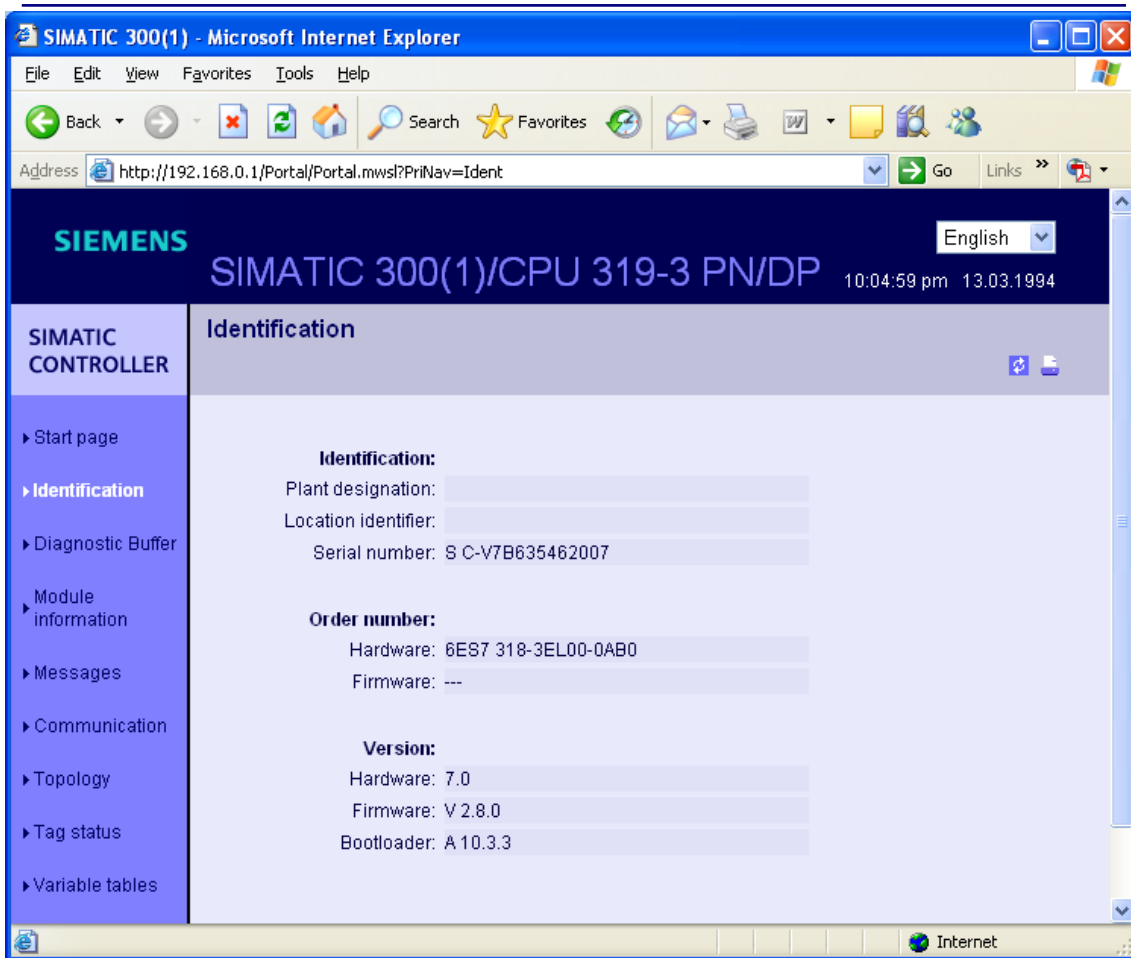 SIMATIC 300(1) - Microsoft Internet Explorer
File Edit View Favorites Tools Help
Back Search Favorites
Address http://192.168.0.1/Portal/Portal.mwsl?PriNav=Ident Go Links »
SIEMENS
English
SIMATIC 300(1)/CPU 319-3 PN/DP 10:04:59 pm 13.03.1994
SIMATIC
CONTROLLER
Identification
Start page
Identification
Diagnostic Buffer
Module
information
Messages
Communication
Topology
Tag status
Variable tables
Identification:
Plant designation:
Location identifier:
Serial number: S C-V7B635462007
Order number:
Hardware: 6ES7 318-3EL00-0AB0
Firmware: ---
Version:
Hardware: 7.0
Firmware: V 2.8.0
Bootloader: A 10.3.3
Internet